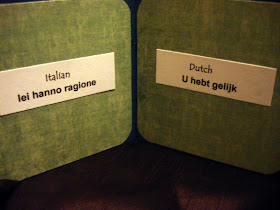 Italian
lei hanno ragione
Dutch
U hebt gelijk